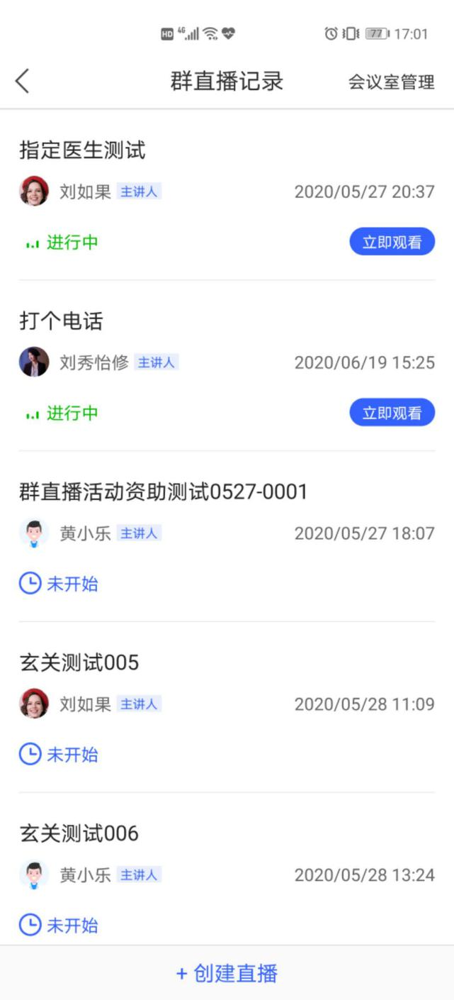 HD 4G 77 17:01
群直播记录 会议室管理
指定医生测试
刘如果 主讲人 2020/05/27 20:37
进行中 立即观看
打个电话
刘秀怡修 主讲人 2020/06/19 15:25
进行中 立即观看
群直播活动资助测试0527-0001
黄小乐 主讲人 2020/05/27 18:07
未开始
玄关测试005
刘如果 主讲人 2020/05/28 11:09
未开始
玄关测试006
黄小乐 主讲人 2020/05/28 13:24
未开始
+ 创建直播